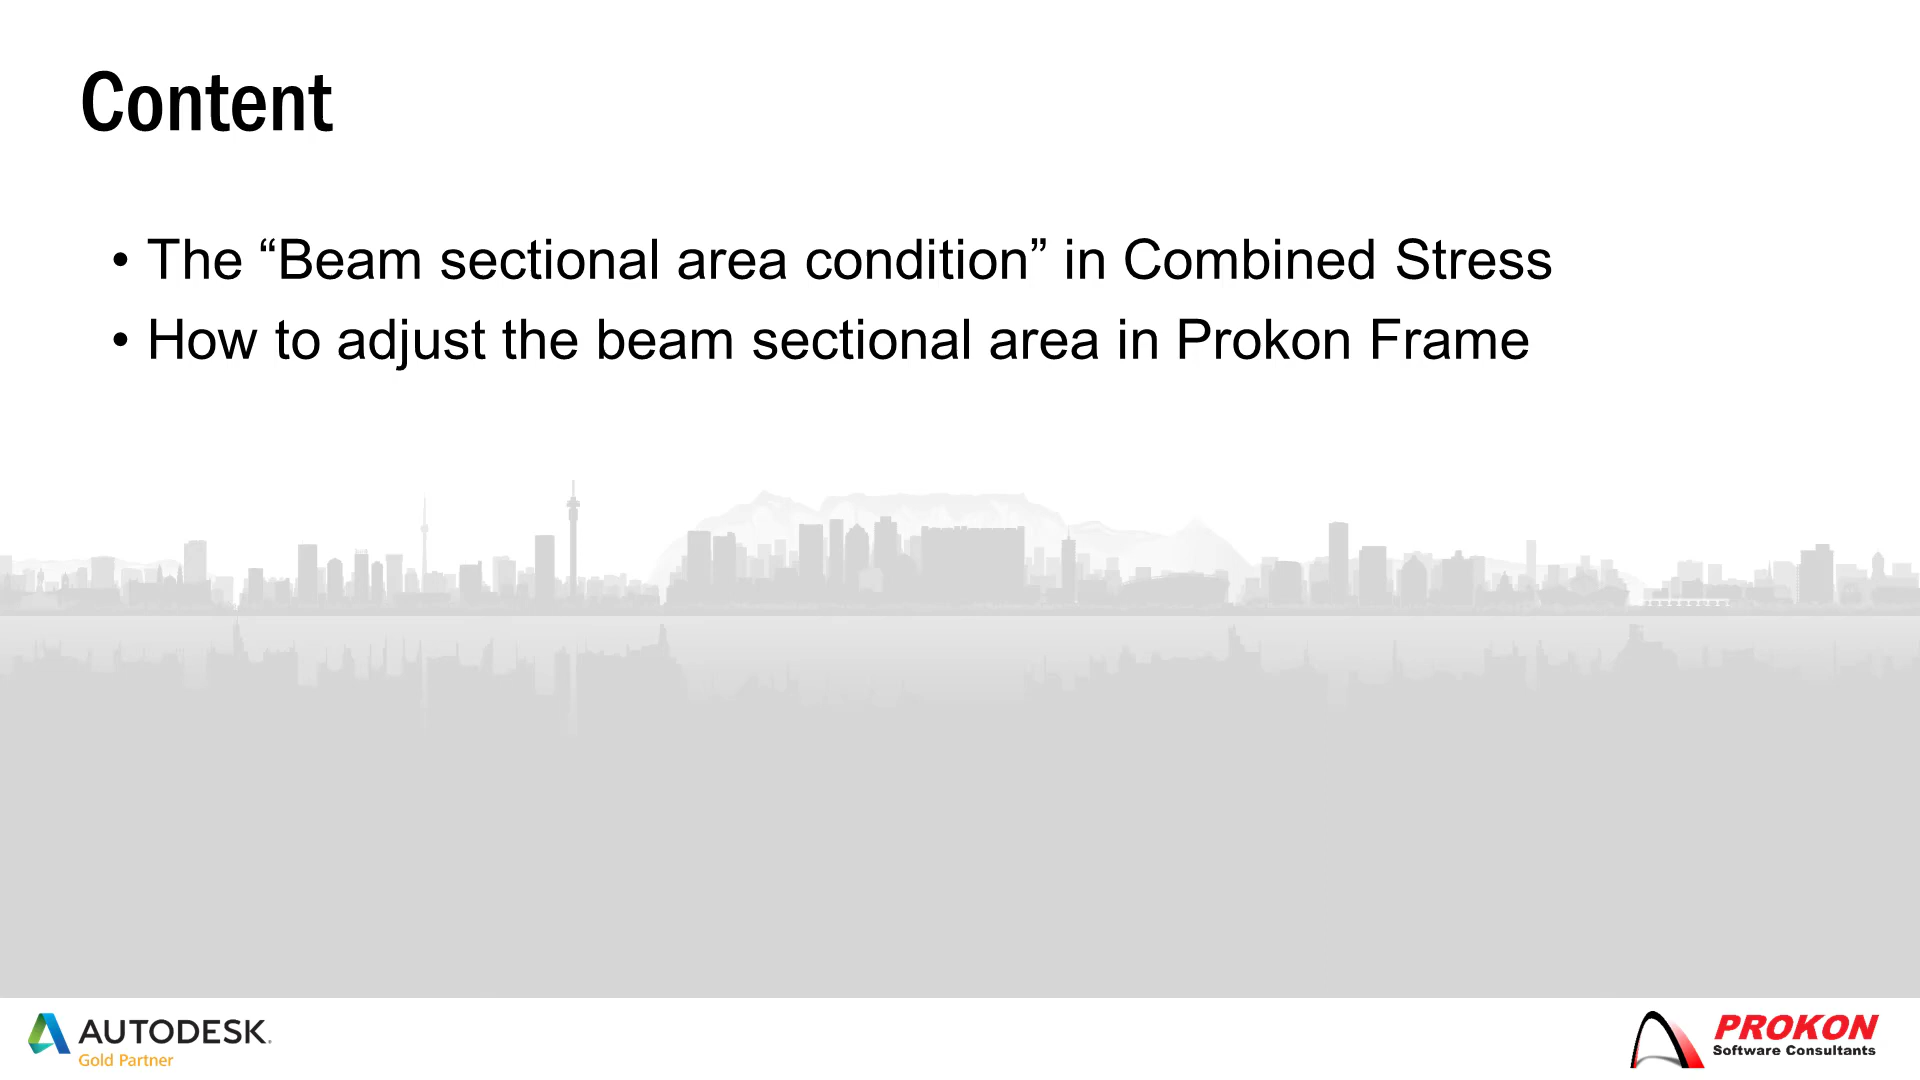 Content
• The “Beam sectional area condition” in Combined Stress
• How to adjust the beam sectional area in Prokon Frame
AUTODESK.
Gold Partner
PROKON
Software Consultants